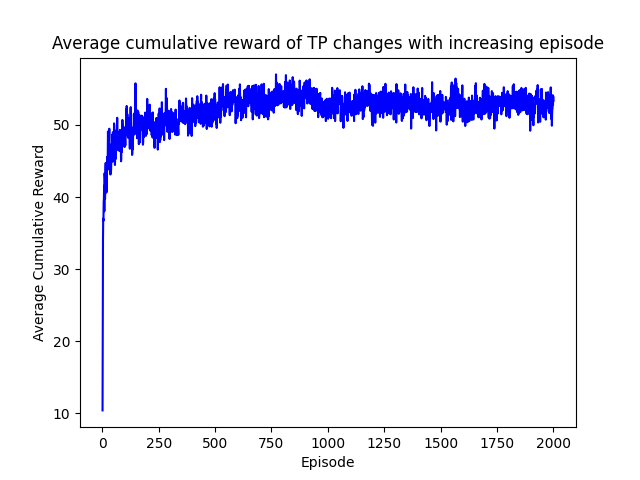 Average cumulative reward of TP changes with increasing episode
50
40
30
20
10
Average Cumulative Reward
0 250 500 750 1000 1250 1500 1750 2000
Episode